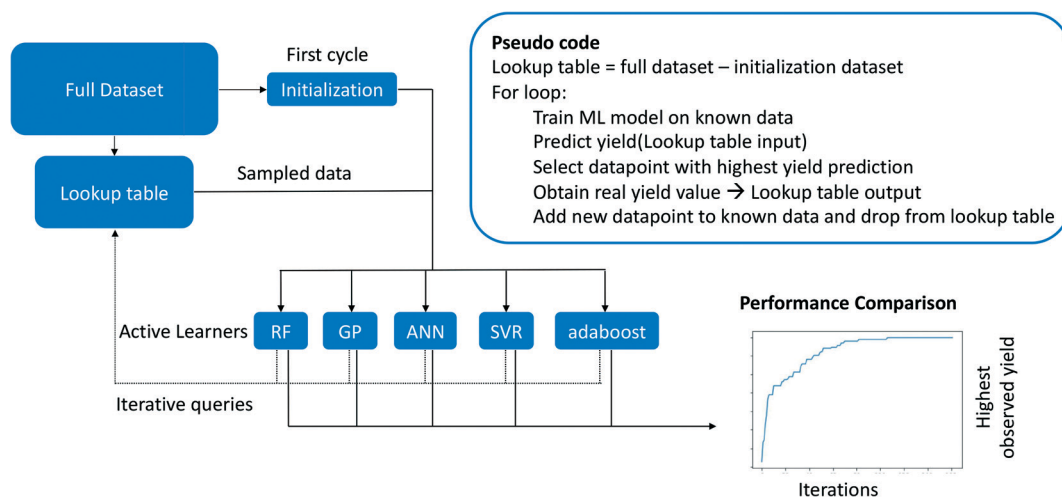 First cycle
Full Dataset
Initialization
Lookup table
Sampled data
Pseudo code
Lookup table = full dataset – initialization dataset
For loop:
Train ML model on known data
Predict yield(Lookup table input)
Select datapoint with highest yield prediction
Obtain real yield value → Lookup table output
Add new datapoint to known data and drop from lookup table
Active Learners
RF
GP
ANN
SVR
adaboost
Iterative queries
Performance Comparison
Highest
observed yield
Iterations